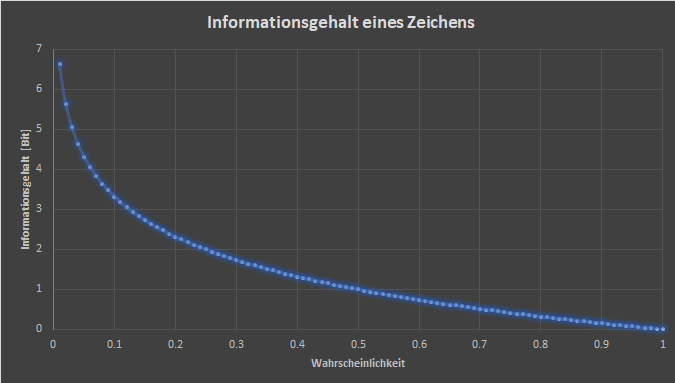 Informationsgehalt eines Zeichens
Informationsgehalt [Bit]
7
6
5
4
3
2
1
0
0 0.1 0.2 0.3 0.4 0.5 0.6 0.7 0.8 0.9 1
Wahrscheinlichkeit